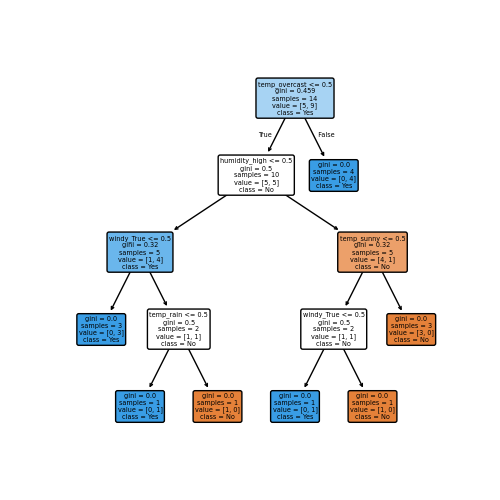 temp_overcast <= 0.5
gini = 0.459
samples = 14
value = [5, 9]
class = Yes
True
False
humidity_high <= 0.5
gini = 0.5
samples = 10
value = [5, 5]
class = No
gini = 0.0
samples = 4
value = [0, 4]
class = Yes
windy_True <= 0.5
gini = 0.32
samples = 5
value = [1, 4]
class = Yes
temp_sunny <= 0.5
gini = 0.32
samples = 5
value = [4, 1]
class = No
gini = 0.0
samples = 3
value = [0, 3]
class = Yes
temp_rain <= 0.5
gini = 0.5
samples = 2
value = [1, 1]
class = No
windy_True <= 0.5
gini = 0.5
samples = 2
value = [1, 1]
class = No
gini = 0.0
samples = 3
value = [3, 0]
class = No
gini = 0.0
samples = 1
value = [0, 1]
class = Yes
gini = 0.0
samples = 1
value = [1, 0]
class = No
gini = 0.0
samples = 1
value = [0, 1]
class = Yes
gini = 0.0
samples = 1
value = [1, 0]
class = No